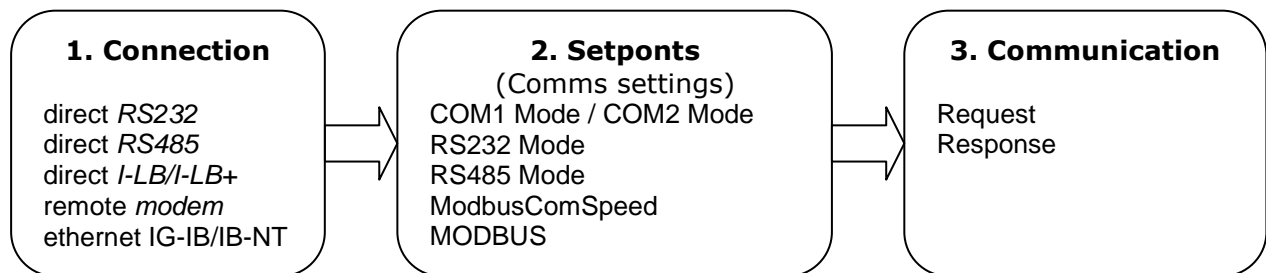 1. Connection
direct RS232
direct RS485
direct I-LB/I-LB+
remote modem
ethernet IG-IB/IB-NT
2. Setponts
(Comms settings)
COM1 Mode / COM2 Mode
RS232 Mode
RS485 Mode
ModbusComSpeed
MODBUS
3. Communication
Request
Response